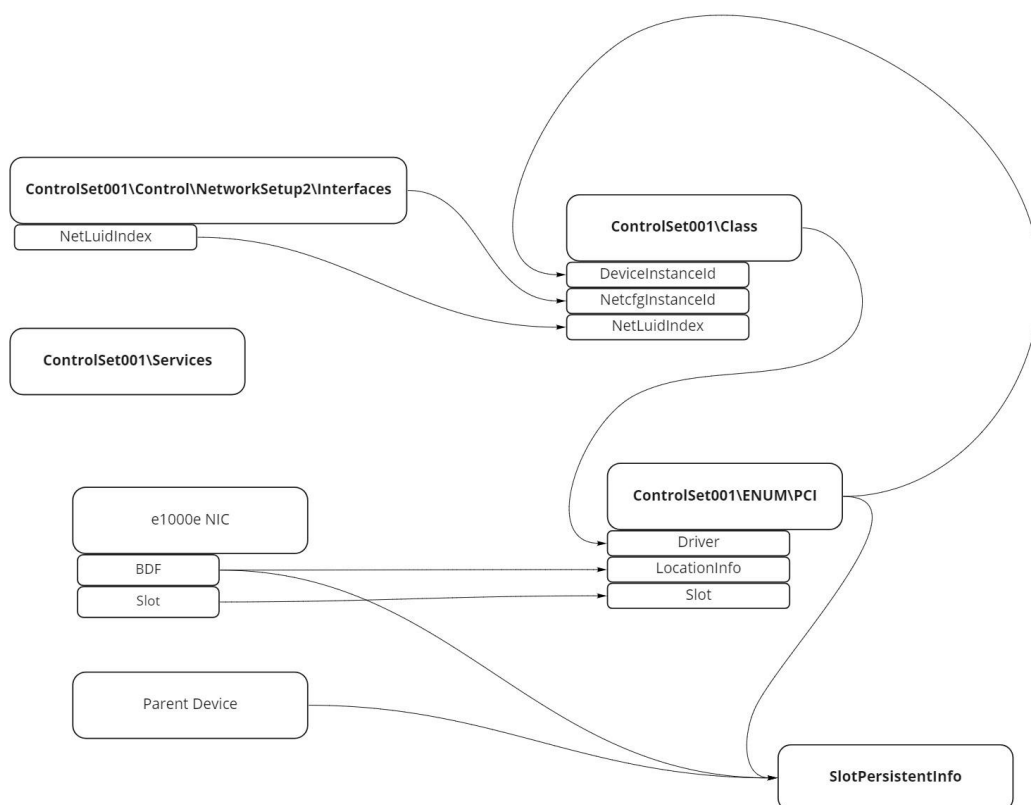 ControlSet001\Control\NetworkSetup2\Interfaces
NetLuidIndex
ControlSet001\Class
DeviceInstanceId
NetcfgInstanceId
NetLuidIndex
ControlSet001\Services
ControlSet001\ENUM\PCI
Driver
LocationInfo
Slot
e1000e NIC
BDF
Slot
Parent Device
SlotPersistentInfo